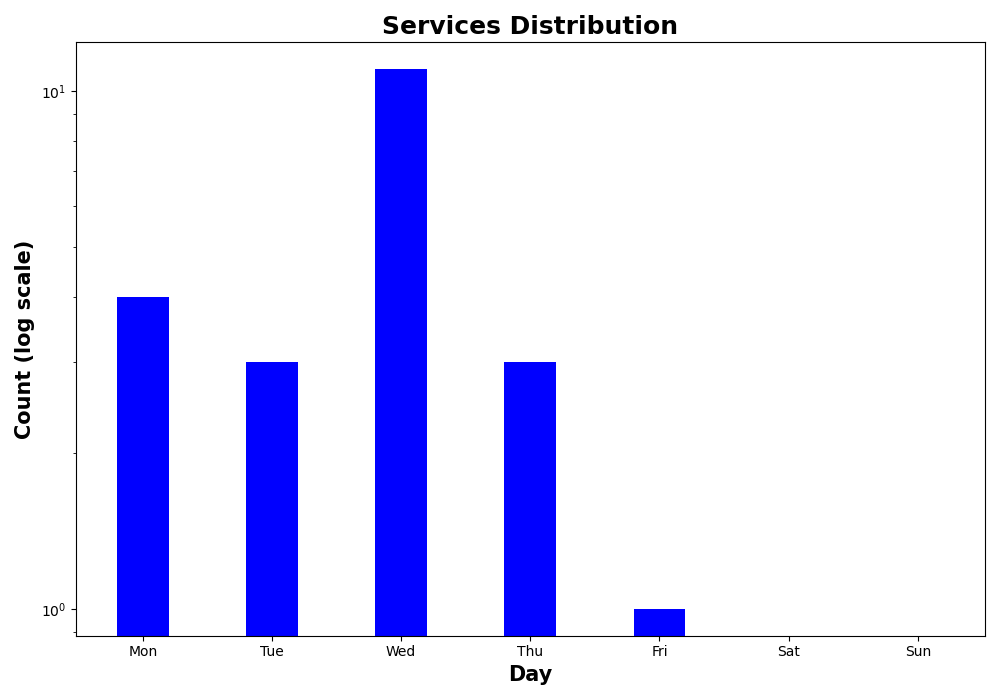 Services Distribution
Count (log scale)
10¹
10⁰
Mon Tue Wed Thu Fri Sat Sun
Day